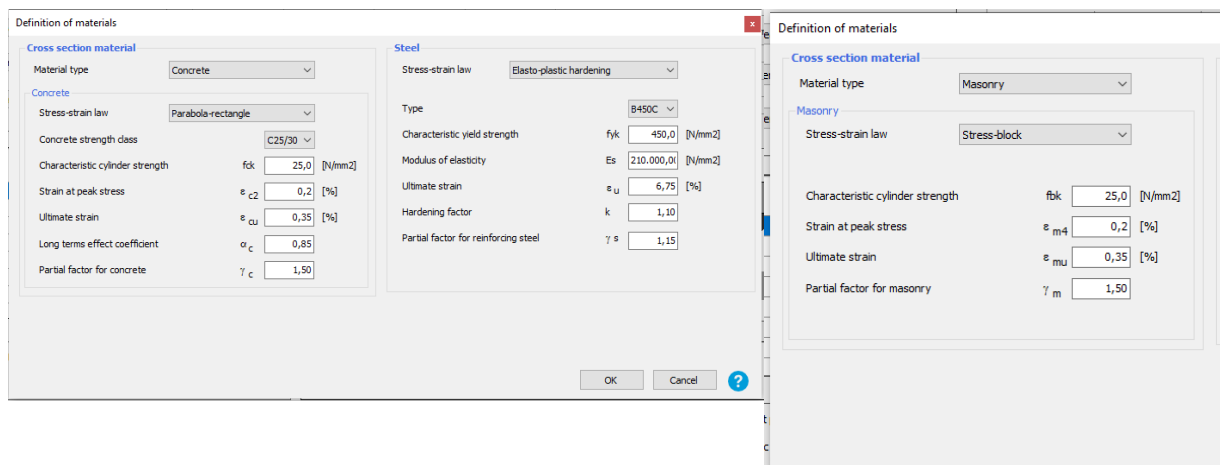 Definition of materials
x
Cross section material
Material type Concrete
Concrete
Stress-strain law Parabola-rectangle
Concrete strength class C25/30
Characteristic cylinder strength fck 25,0 [N/mm2]
Strain at peak stress ε c2 0,2 [%]
Ultimate strain ε cu 0,35 [%]
Long terms effect coefficient α c 0,85
Partial factor for concrete γ c 1,50
Steel
Stress-strain law Elasto-plastic hardening
Type B450C
Characteristic yield strength fyk 450,0 [N/mm2]
Modulus of elasticity Es 210.000,0( [N/mm2]
Ultimate strain ε u 6,75 [%]
Hardening factor k 1,10
Partial factor for reinforcing steel γ s 1,15
OK Cancel ?
Definition of materials
Cross section material
Material type Masonry
Masonry
Stress-strain law Stress-block
Characteristic cylinder strength fbk 25,0 [N/mm2]
Strain at peak stress ε m4 0,2 [%]
Ultimate strain ε mu 0,35 [%]
Partial factor for masonry γ m 1,50